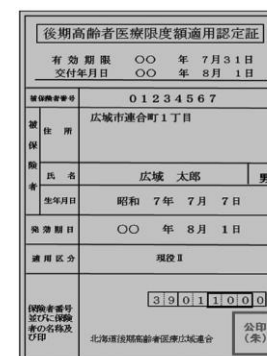 後期高齢者医療限度額適用認定証
有効期限 〇〇 年 7月31日
交付年月日 〇〇 年 8月 1日
被保険者番号 01234567
被保険者
住所 広域市連合町1丁目
氏名 広域 太郎 男
生年月日 昭和 7年 7月 7日
発効期日 〇〇 年 8月 1日
適用区分 現役Ⅱ
保険者番号並びに保険者の名称及び印
39011000
北海道後期高齢者医療広域連合
公印(朱)